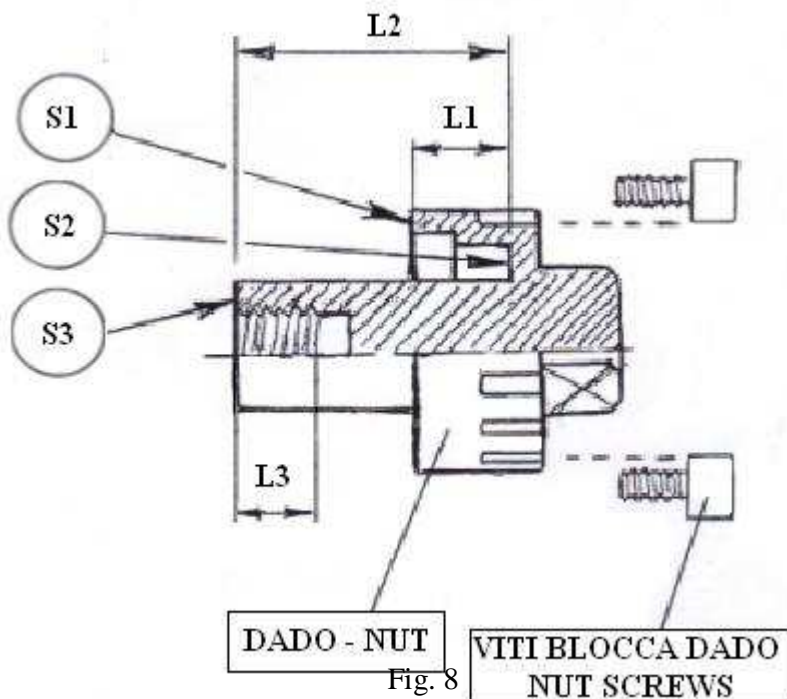 L2
S1
L1
S2
S3
L3
DADO - NUT
VITI BLOCCA DADO
NUT SCREWS
Fig. 8